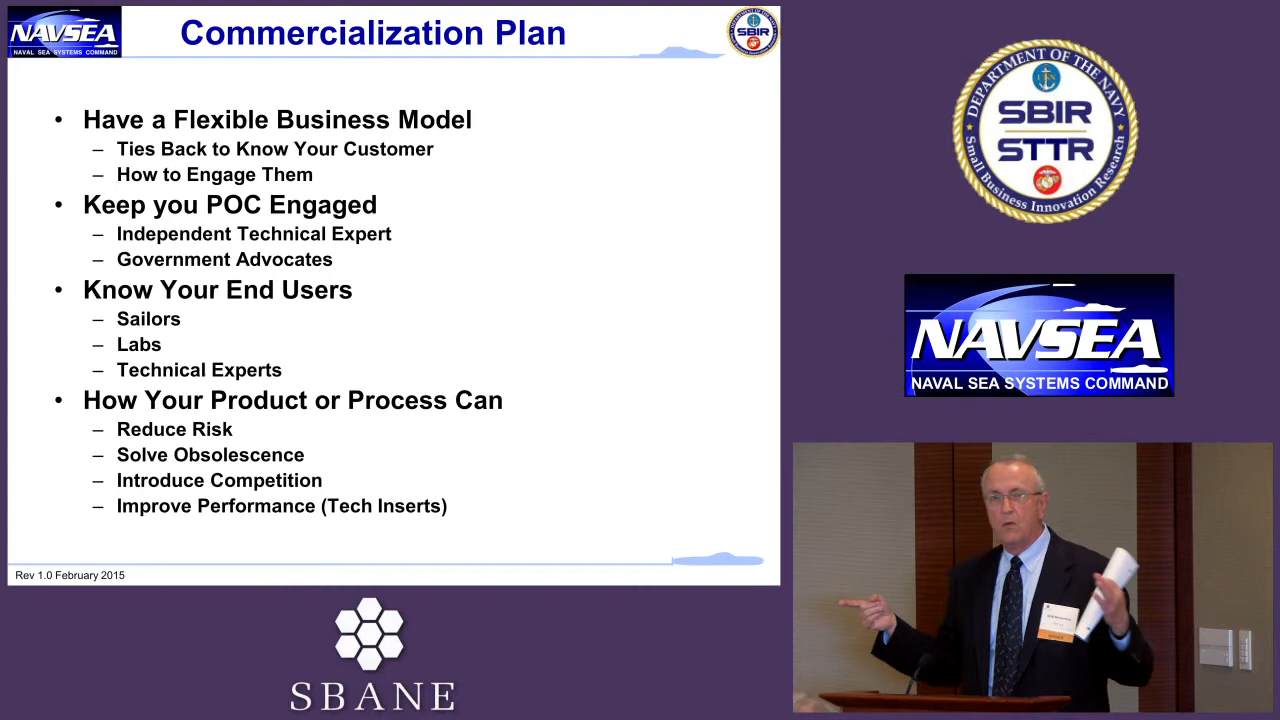 NAVSEA
NAVAL SEA SYSTEMS COMMAND
Commercialization Plan
SBIR
• Have a Flexible Business Model
– Ties Back to Know Your Customer
– How to Engage Them
• Keep you POC Engaged
– Independent Technical Expert
– Government Advocates
• Know Your End Users
– Sailors
– Labs
– Technical Experts
• How Your Product or Process Can
– Reduce Risk
– Solve Obsolescence
– Introduce Competition
– Improve Performance (Tech Inserts)
Rev 1.0 February 2015
DEPARTMENT OF THE NAVY
SBIR
STTR
Small Business Innovation Research
NAVSEA
NAVAL SEA SYSTEMS COMMAND
SBANE